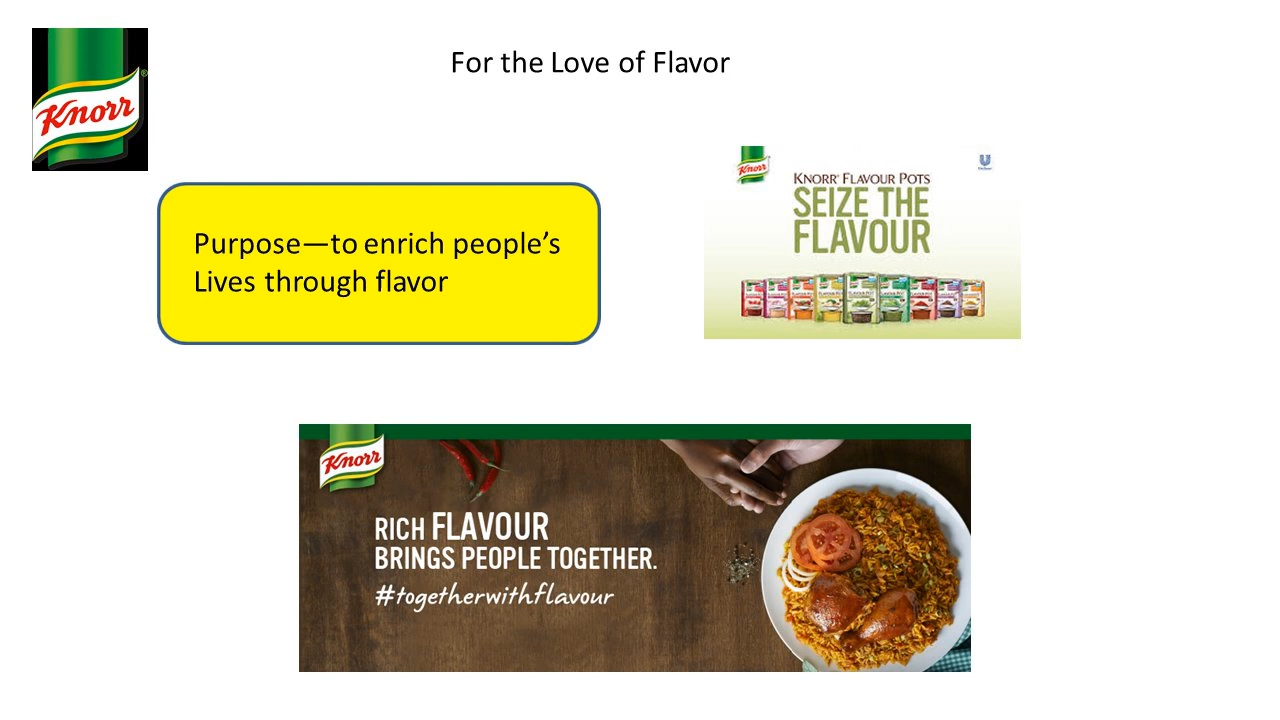 For the Love of Flavor
Knorr®
Purpose—to enrich people’s
Lives through flavor
Knorr
KNORR® FLAVOUR POTS
SEIZE THE
FLAVOUR
Knorr
RICH FLAVOUR
BRINGS PEOPLE TOGETHER.
#togetherwithflavour